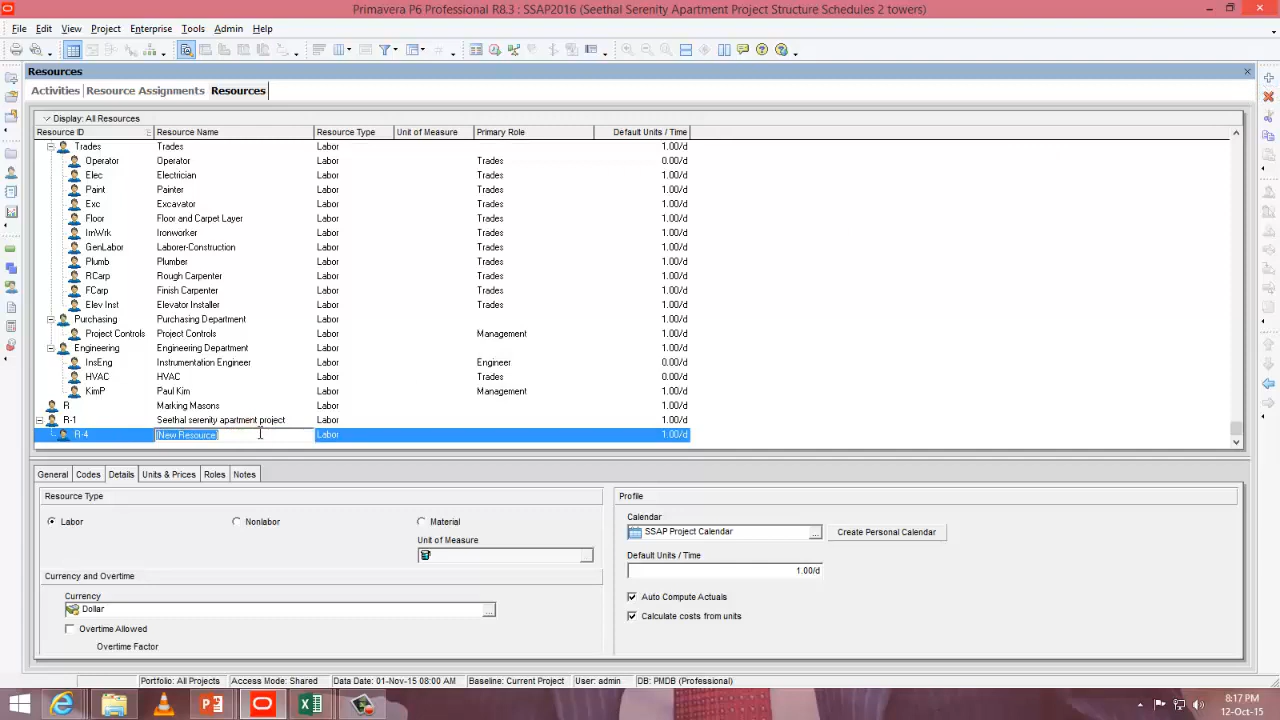 Primavera P6 Professional R8.3 : SSAP2016 (Seethal Serenity Apartment Project Structure Schedules 2 towers)
File Edit View Project Enterprise Tools Admin Help
Resources
Activities Resource Assignments Resources
Display: All Resources
Resource ID Resource Name Resource Type Unit of Measure Primary Role Default Units / Time
Trades Trades Labor 1.00/d
Operator Operator Labor Trades 0.00/d
Elec Electrician Labor Trades 1.00/d
Paint Painter Labor Trades 1.00/d
Exc Excavator Labor Trades 1.00/d
Floor Floor and Carpet Layer Labor Trades 1.00/d
IrnWrk Ironworker Labor Trades 1.00/d
GenLabor Laborer-Construction Labor Trades 1.00/d
Plumb Plumber Labor Trades 1.00/d
RCarp Rough Carpenter Labor Trades 1.00/d
FCarp Finish Carpenter Labor Trades 1.00/d
Elev Inst Elevator Installer Labor Trades 1.00/d
Purchasing Purchasing Department Labor 1.00/d
Project Controls Project Controls Labor Management 1.00/d
Engineering Engineering Department Labor 1.00/d
InsEng Instrumentation Engineer Labor Engineer 0.00/d
HVAC HVAC Labor Trades 0.00/d
KimP Paul Kim Labor Management 1.00/d
R Marking Masons Labor 1.00/d
R-1 Seethal serenity apartment project Labor 1.00/d
R-4 (New Resource) Labor 1.00/d
General Codes Details Units & Prices Roles Notes
Resource Type Profile
Labor Nonlabor Material
Calendar
SSAP Project Calendar ... Create Personal Calendar
Unit of Measure
Default Units / Time
1.00/d
Currency and Overtime
Currency
Dollar ...
Auto Compute Actuals
Calculate costs from units
Overtime Allowed
Overtime Factor
Portfolio: All Projects Access Mode: Shared Data Date: 01-Nov-15 08:00 AM Baseline: Current Project User: admin DB: PMDB (Professional)
8:17 PM
12-Oct-15